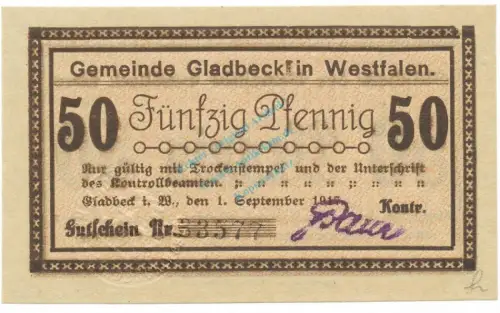 Gemeinde Gladbeck in Westfalen.
50 Fünfzig Pfennig 50
Nur gültig mit Trockenstempel und der Unterschrift
des Kontrollbeamten.
Gladbeck i. W., den 1. September Kontr.
Gutschein Nr. 33577